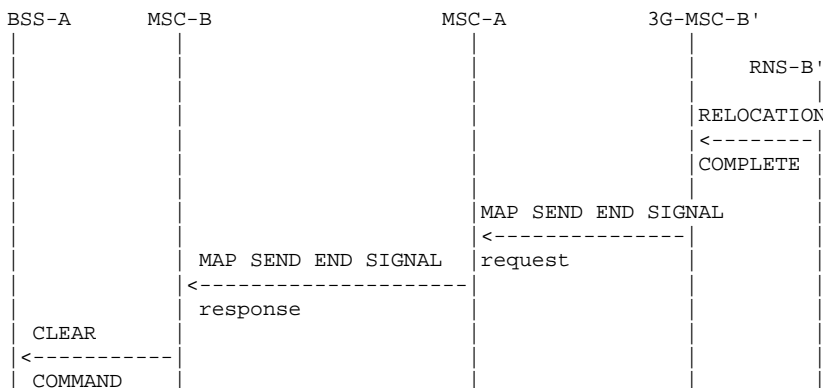 BSS-A MSC-B MSC-A 3G-MSC-B'
RNS-B'
RELOCATION
COMPLETE
MAP SEND END SIGNAL
MAP SEND END SIGNAL request
response
CLEAR
COMMAND